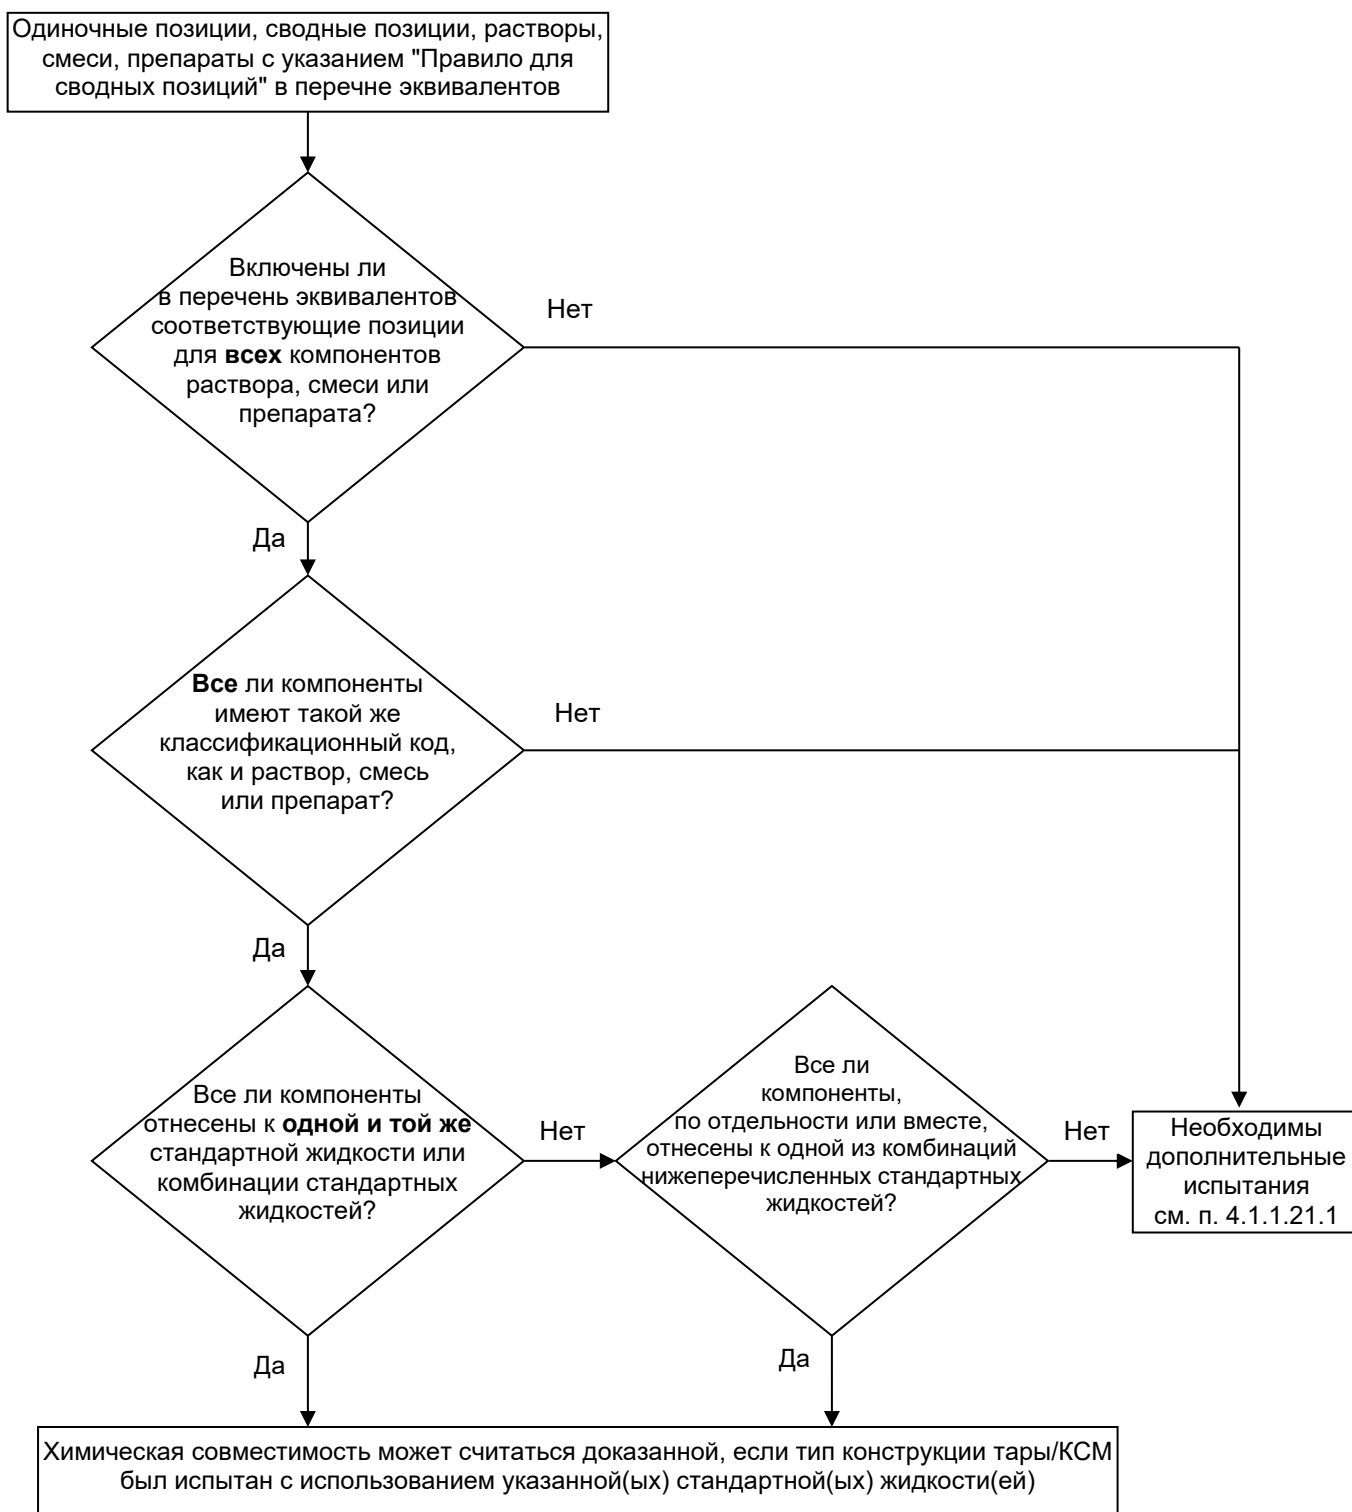 Одиночные позиции, сводные позиции, растворы,
смеси, препараты с указанием "Правило для
сводных позиций" в перечне эквивалентов
Включены ли
в перечень эквивалентов
соответствующие позиции
для всех компонентов
раствора, смеси или
препарата?
Нет
Да
Все ли компоненты
имеют такой же
классификационный код,
как и раствор, смесь
или препарат?
Нет
Да
Все ли компоненты
отнесены к одной и той же
стандартной жидкости или
комбинации стандартных
жидкостей?
Нет
Все ли
компоненты,
по отдельности или вместе,
отнесены к одной из комбинаций
нижеперечисленных стандартных
жидкостей?
Нет
Необходимы
дополнительные
испытания
см. п. 4.1.1.21.1
Да
Да
Химическая совместимость может считаться доказанной, если тип конструкции тары/КСМ
был испытан с использованием указанной(ых) стандартной(ых) жидкости(ей)